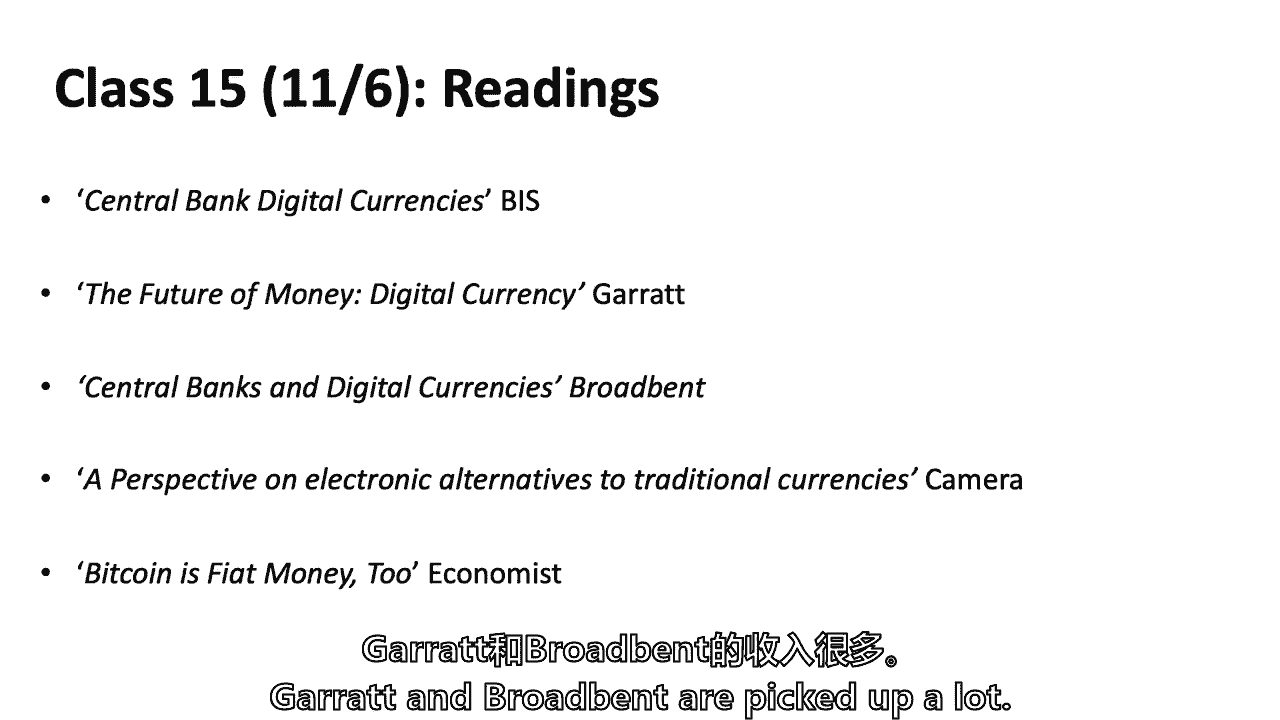 Class 15 (11/6): Readings
• ‘Central Bank Digital Currencies’ BIS
• ‘The Future of Money: Digital Currency’ Garratt
• ‘Central Banks and Digital Currencies’ Broadbent
• ‘A Perspective on electronic alternatives to traditional currencies’ Camera
• ‘Bitcoin is Fiat Money, Too’ Economist
Garratt和Broadbent的收入很多。
Garratt and Broadbent are picked up a lot.